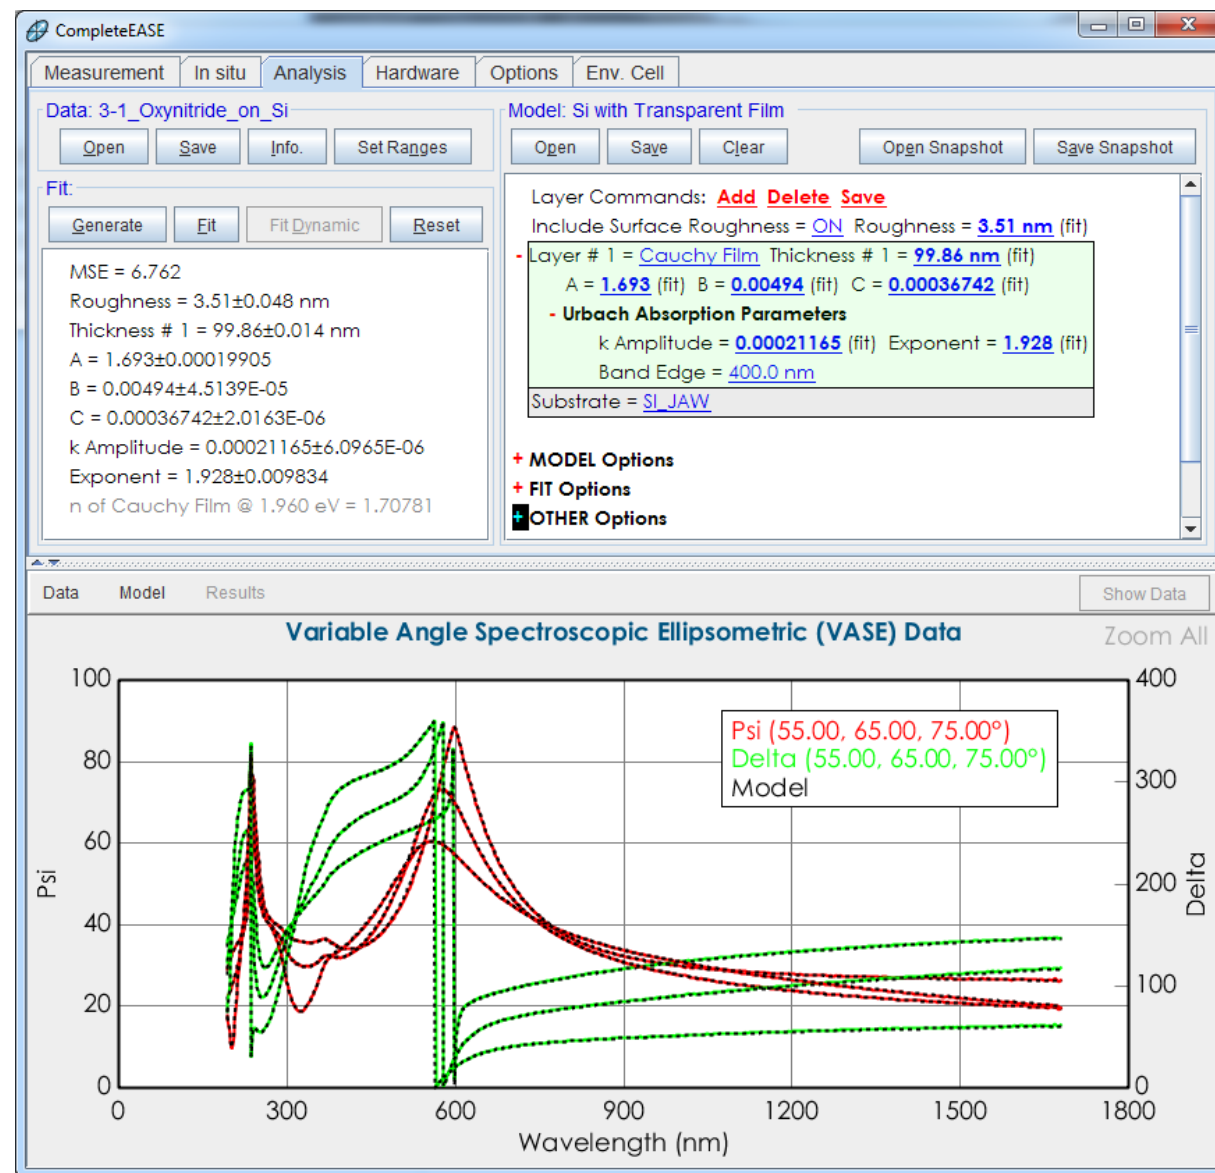 CompleteEASE
Measurement In situ Analysis Hardware Options Env. Cell
Data: 3-1_Oxynitride_on_Si
Open Save Info. Set Ranges
Fit:
Generate Fit Fit Dynamic Reset
MSE = 6.762
Roughness = 3.51±0.048 nm
Thickness # 1 = 99.86±0.014 nm
A = 1.693±0.00019905
B = 0.00494±4.5139E-05
C = 0.00036742±2.0163E-06
k Amplitude = 0.00021165±6.0965E-06
Exponent = 1.928±0.009834
n of Cauchy Film @ 1.960 eV = 1.70781
Model: Si with Transparent Film
Open Save Clear Open Snapshot Save Snapshot
Layer Commands: Add Delete Save
Include Surface Roughness = ON Roughness = 3.51 nm (fit)
- Layer # 1 = Cauchy Film Thickness # 1 = 99.86 nm (fit)
A = 1.693 (fit) B = 0.00494 (fit) C = 0.00036742 (fit)
- Urbach Absorption Parameters
k Amplitude = 0.00021165 (fit) Exponent = 1.928 (fit)
Band Edge = 400.0 nm
Substrate = SI_JAW
+ MODEL Options
+ FIT Options
+ OTHER Options
Data Model Results Show Data
Variable Angle Spectroscopic Ellipsometric (VASE) Data
Zoom All
Psi (55.00, 65.00, 75.00°)
Delta (55.00, 65.00, 75.00°)
Model
100
80
60
40
20
0
Psi
400
300
200
100
0
Delta
0 300 600 900 1200 1500 1800
Wavelength (nm)